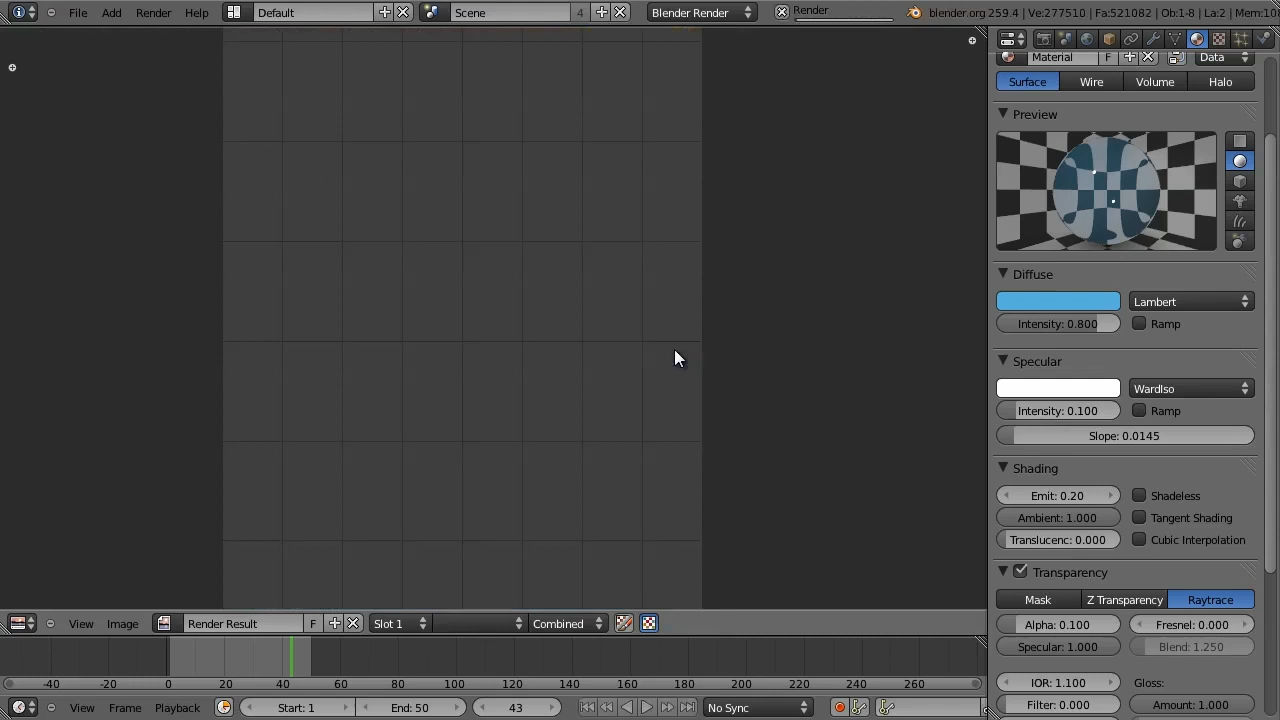 File Add Render Help Default Scene 4 Blender Render Render blender.org 259.4 | Ve:277510 | Fa:521082 | Ob:1-8 | La:2 | Mem:10
Material F Data
Surface Wire Volume Halo
Preview
Diffuse
Lambert
Intensity: 0.800 Ramp
Specular
WardIso
Intensity: 0.100 Ramp
Slope: 0.0145
Shading
Emit: 0.20 Shadeless
Ambient: 1.000 Tangent Shading
Translucenc: 0.000 Cubic Interpolation
Transparency
Mask Z Transparency Raytrace
Alpha: 0.100 Fresnel: 0.000
Specular: 1.000 Blend: 1.250
IOR: 1.100 Gloss:
Filter: 0.000 Amount: 1.000
View Image Render Result F Slot 1 Combined
-40 -20 0 20 40 60 80 100 120 140 160 180 200 220 240 260
View Frame Playback Start: 1 End: 50 43 No Sync